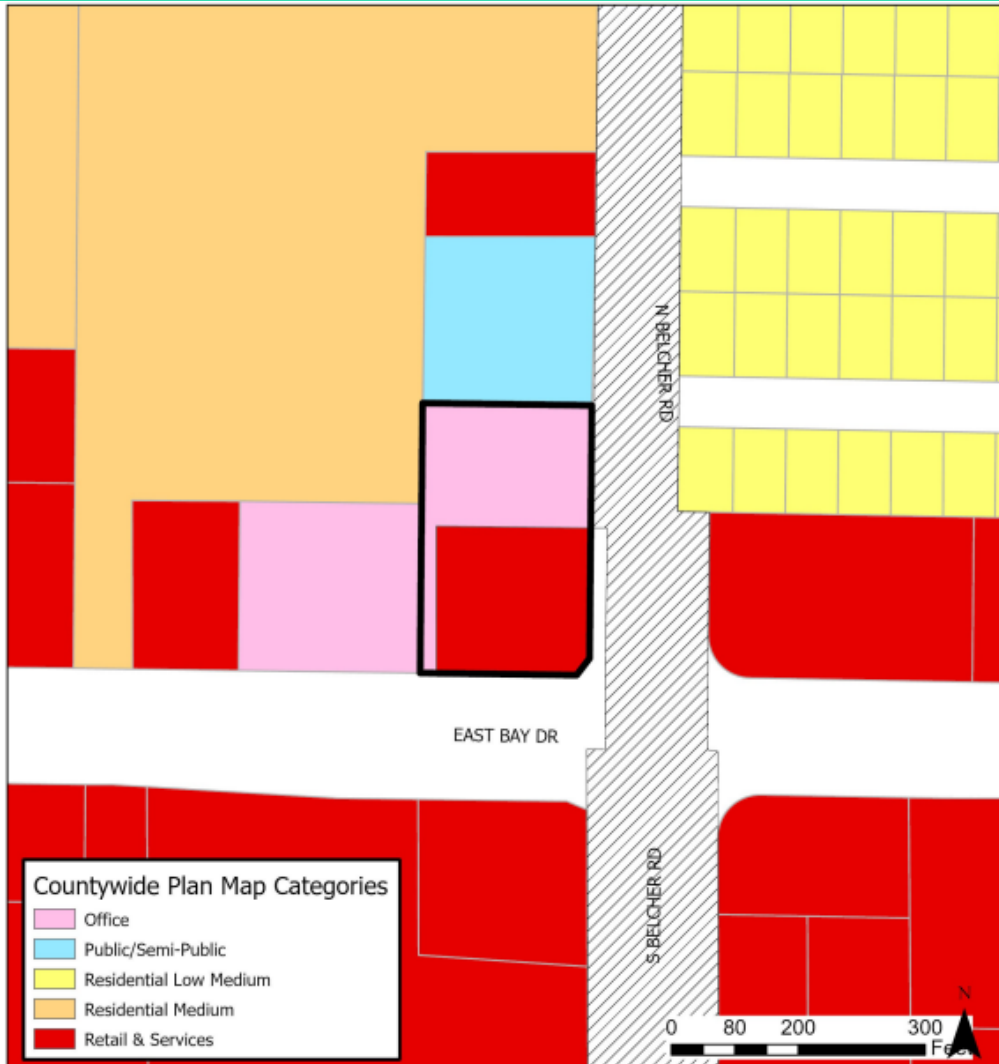 N BELCHER RD
EAST BAY DR
S BELCHER RD
Countywide Plan Map Categories
Office
Public/Semi-Public
Residential Low Medium
Residential Medium
Retail & Services
N
0 80 200 300